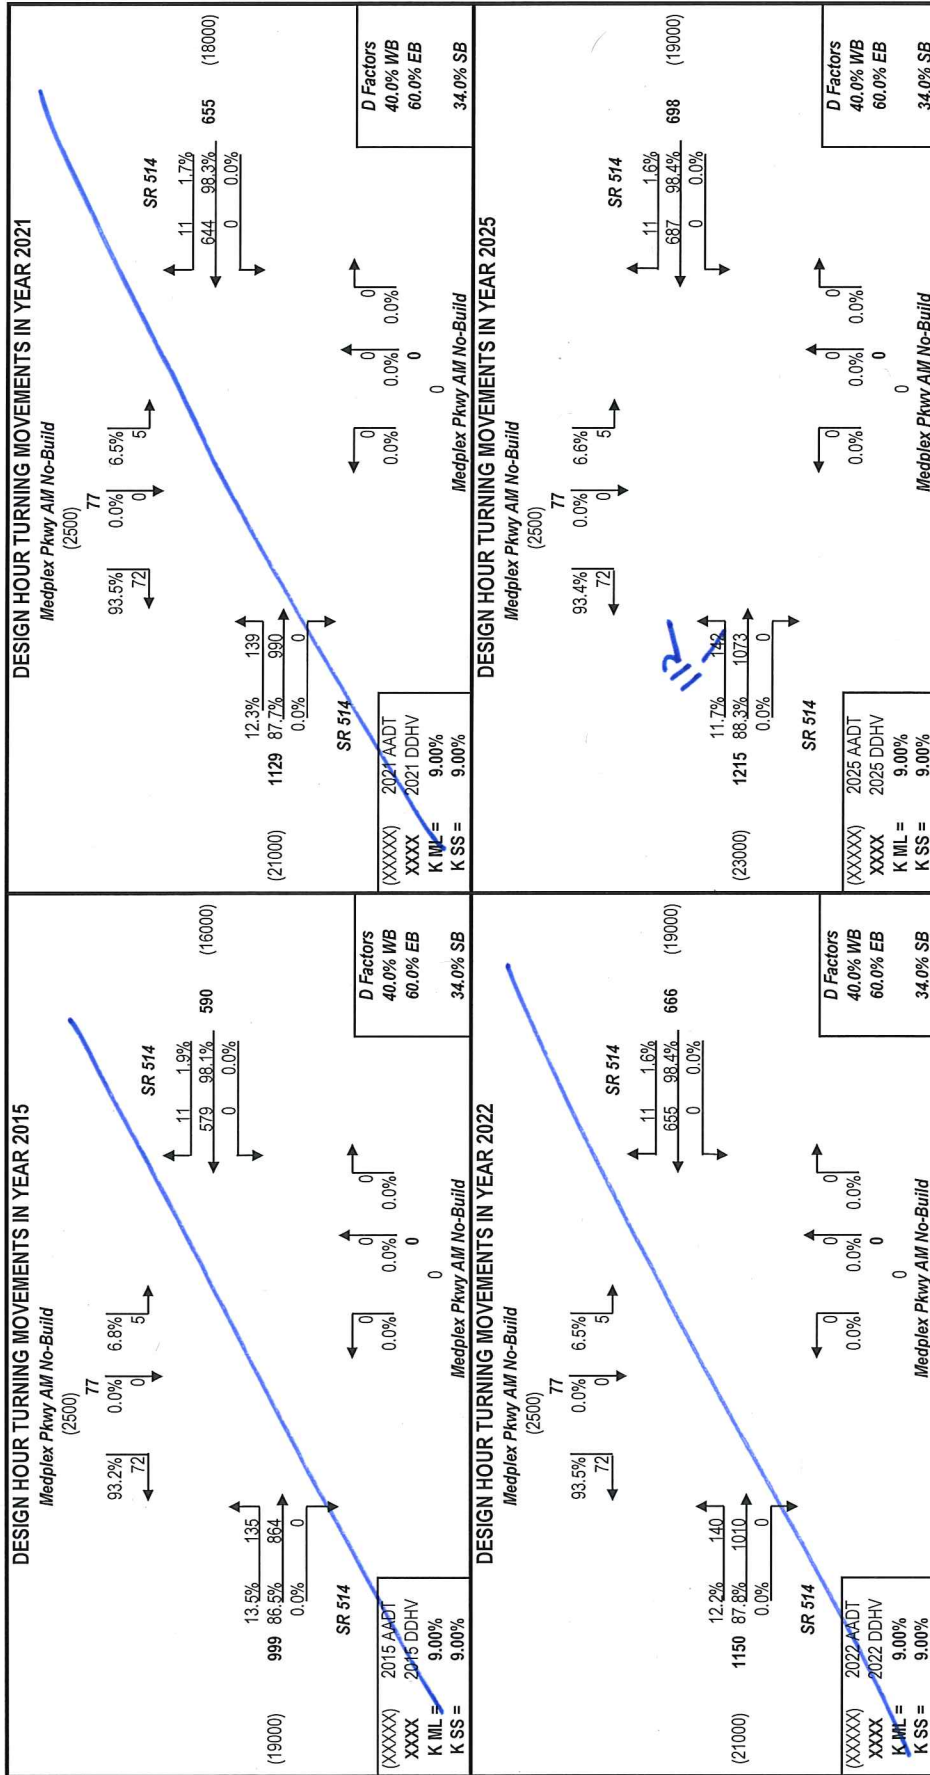 DESIGN HOUR TURNING MOVEMENTS IN YEAR 2015
Medplex Pkwy AM No-Build
(2500)
77
93.2% 0.0% 6.8%
72 0 5
SR 514
13.5% 135
999 86.5% 864
0.0% 0
11 1.9%
579 98.1% 590
0 0.0%
(19000)
(16000)
SR 514
0 0 0
0.0% 0.0% 0.0%
0
0
Medplex Pkwy AM No-Build
(XXXXX) 2015 AADT
XXXX 2015 DDHV
K ML = 9.00%
K SS = 9.00%
D Factors
40.0% WB
60.0% EB
34.0% SB
DESIGN HOUR TURNING MOVEMENTS IN YEAR 2021
Medplex Pkwy AM No-Build
(2500)
77
93.5% 0.0% 6.5%
72 0 5
SR 514
12.3% 139
1129 87.7% 990
0.0% 0
11 1.7%
644 98.3% 655
0 0.0%
(21000)
(18000)
SR 514
0 0 0
0.0% 0.0% 0.0%
0
0
Medplex Pkwy AM No-Build
(XXXXX) 2021 AADT
XXXX 2021 DDHV
K ML = 9.00%
K SS = 9.00%
D Factors
40.0% WB
60.0% EB
34.0% SB
DESIGN HOUR TURNING MOVEMENTS IN YEAR 2022
Medplex Pkwy AM No-Build
(2500)
77
93.5% 0.0% 6.5%
72 0 5
SR 514
12.2% 140
1150 87.8% 1010
0.0% 0
11 1.6%
655 98.4% 666
0 0.0%
(21000)
(19000)
SR 514
0 0 0
0.0% 0.0% 0.0%
0
0
Medplex Pkwy AM No-Build
(XXXXX) 2022 AADT
XXXX 2022 DDHV
K ML = 9.00%
K SS = 9.00%
D Factors
40.0% WB
60.0% EB
34.0% SB
DESIGN HOUR TURNING MOVEMENTS IN YEAR 2025
Medplex Pkwy AM No-Build
(2500)
77
93.4% 0.0% 6.6%
72 0 5
SR 514
112
11.7% 142
1215 88.3% 1073
0.0% 0
11 1.6%
687 98.4% 698
0 0.0%
(23000)
(19000)
SR 514
0 0 0
0.0% 0.0% 0.0%
0
0
Medplex Pkwy AM No-Build
(XXXXX) 2025 AADT
XXXX 2025 DDHV
K ML = 9.00%
K SS = 9.00%
D Factors
40.0% WB
60.0% EB
34.0% SB